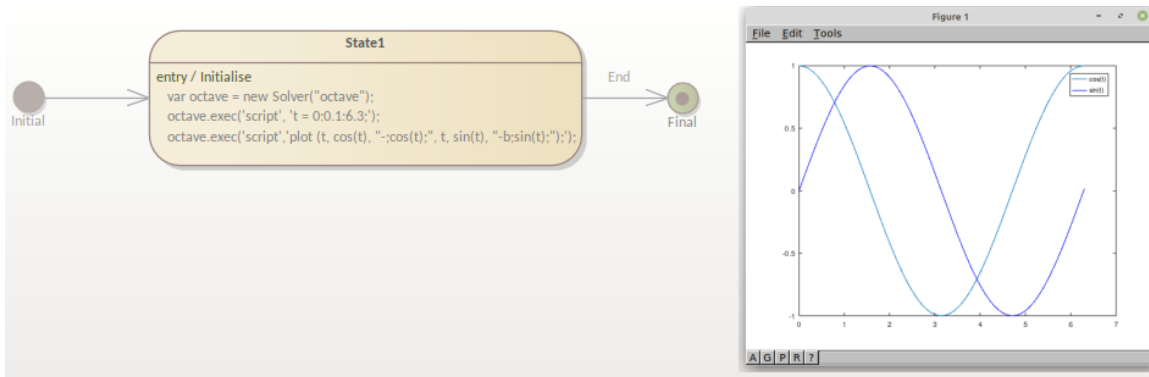 State1
entry / Initialise
var octave = new Solver("octave");
octave.exec('script', 't = 0:0.1:6.3;');
octave.exec('script','plot (t, cos(t), "-;cos(t);", t, sin(t), "-b;sin(t);");');
Initial
End
Final
Figure 1
File Edit Tools
cos(t)
sin(t)
1
0.5
0
-0.5
-1
0 1 2 3 4 5 6 7
A G P R ?